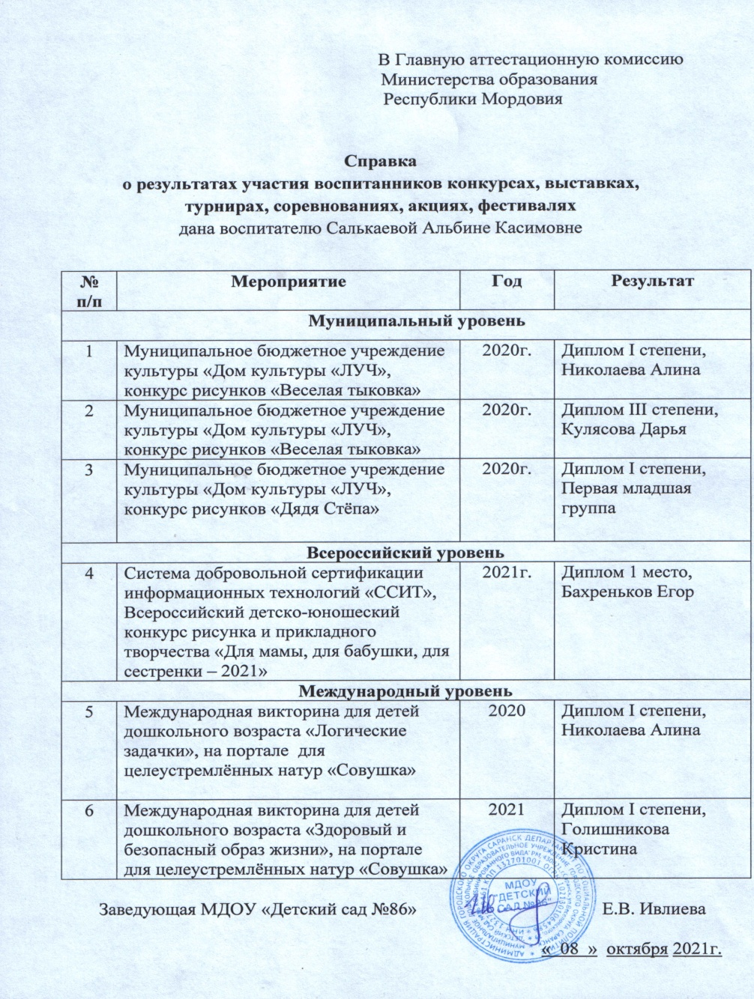 В Главную аттестационную комиссию
Министерства образования
Республики Мордовия
Справка
о результатах участия воспитанников конкурсах, выставках,
турнирах, соревнованиях, акциях, фестивалях
дана воспитателю Салькаевой Альбине Касимовне
№ п/п Мероприятие Год Результат
Муниципальный уровень
1 Муниципальное бюджетное учреждение 2020г. Диплом I степени,
культуры «Дом культуры «ЛУЧ», Николаева Алина
конкурс рисунков «Веселая тыковка»
2 Муниципальное бюджетное учреждение 2020г. Диплом III степени,
культуры «Дом культуры «ЛУЧ», Кулясова Дарья
конкурс рисунков «Веселая тыковка»
3 Муниципальное бюджетное учреждение 2020г. Диплом I степени,
культуры «Дом культуры «ЛУЧ», Первая младшая
конкурс рисунков «Дядя Стёпа» группа
Всероссийский уровень
4 Система добровольной сертификации 2021г. Диплом 1 место,
информационных технологий «ССИТ», Бахреньков Егор
Всероссийский детско-юношеский
конкурс рисунка и прикладного
творчества «Для мамы, для бабушки, для
сестренки – 2021»
Международный уровень
5 Международная викторина для детей 2020 Диплом I степени,
дошкольного возраста «Логические Николаева Алина
задачки», на портале для
целеустремлённых натур «Совушка»
6 Международная викторина для детей 2021 Диплом I степени,
дошкольного возраста «Здоровый и Голишникова
безопасный образ жизни», на портале Кристина
для целеустремлённых натур «Совушка»
МДОУ
"ДЕТСКИЙ
САД №86"
Заведующая МДОУ «Детский сад №86» Е.В. Ивлиева
« 08 » октября 2021г.